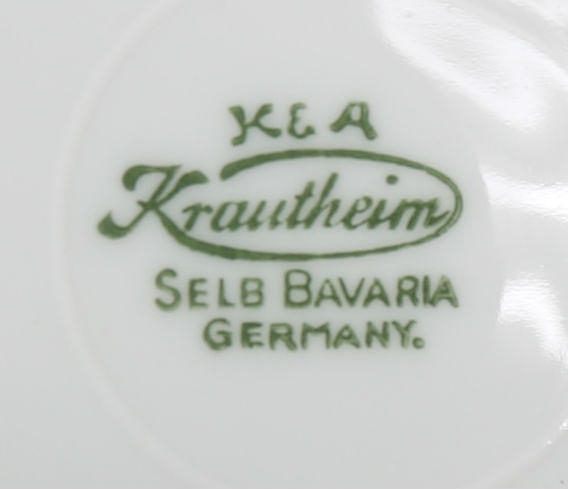 K & A
Krautheim
SELB BAVARIA
GERMANY.